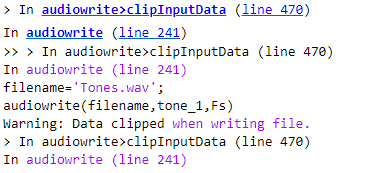 > In audiowrite>clipInputData (line 470)
In audiowrite (line 241)
>> > In audiowrite>clipInputData (line 470)
In audiowrite (line 241)
filename='Tones.wav';
audiowrite(filename,tone_1,Fs)
Warning: Data clipped when writing file.
> In audiowrite>clipInputData (line 470)
In audiowrite (line 241)